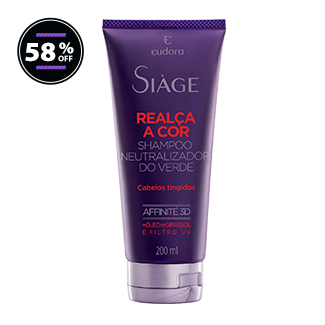 58% OFF
eudora
SIÀGE
REALÇA
A COR
SHAMPOO
NEUTRALIZADOR
DO VERDE
Cabelos tingidos
AFFINITÉ 3D
+ÓLEO DE GIRASSOL
E FILTRO UV
200 ml